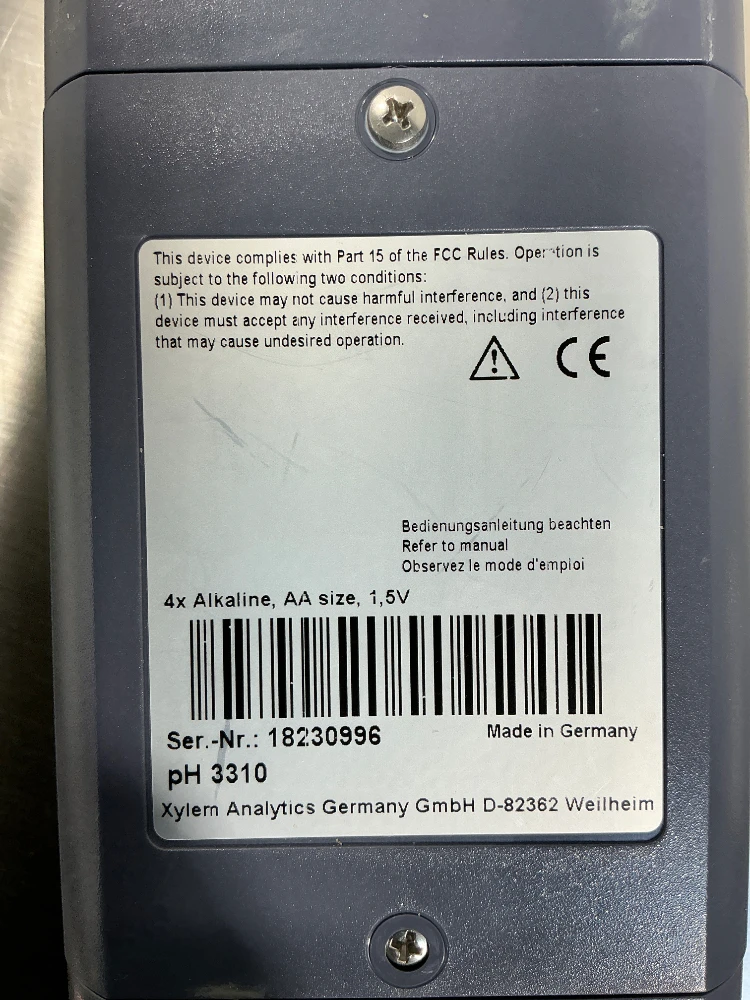 This device complies with Part 15 of the FCC Rules. Operation is
subject to the following two conditions:
(1) This device may not cause harmful interference, and (2) this
device must accept any interference received, including interference
that may cause undesired operation.
CE
Bedienungsanleitung beachten
Refer to manual
Observez le mode d'emploi
4x Alkaline, AA size, 1,5V
Ser.-Nr.: 18230996
Made in Germany
pH 3310
Xylem Analytics Germany GmbH D-82362 Weilheim